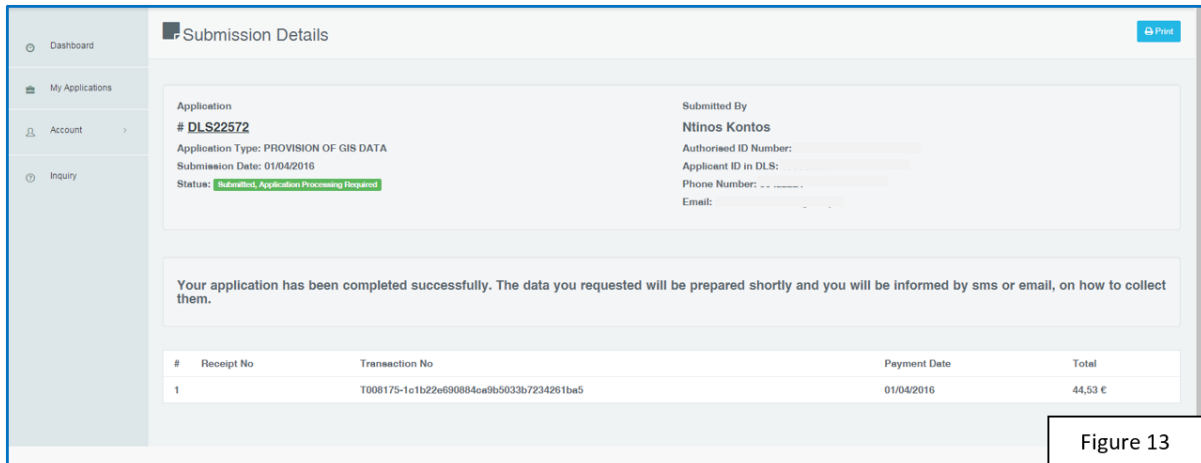 Submission Details
Print
Dashboard
My Applications
Account
Inquiry
Application
# DLS22572
Application Type: PROVISION OF GIS DATA
Submission Date: 01/04/2016
Status: Submitted, Application Processing Required
Submitted By
Ntinos Kontos
Authorised ID Number:
Applicant ID in DLS:
Phone Number:
Email:
Your application has been completed successfully. The data you requested will be prepared shortly and you will be informed by sms or email, on how to collect
them.
# Receipt No Transaction No Payment Date Total
1 T008175-1c1b22e690884ca9b5033b7234261ba5 01/04/2016 44,53 €
Figure 13